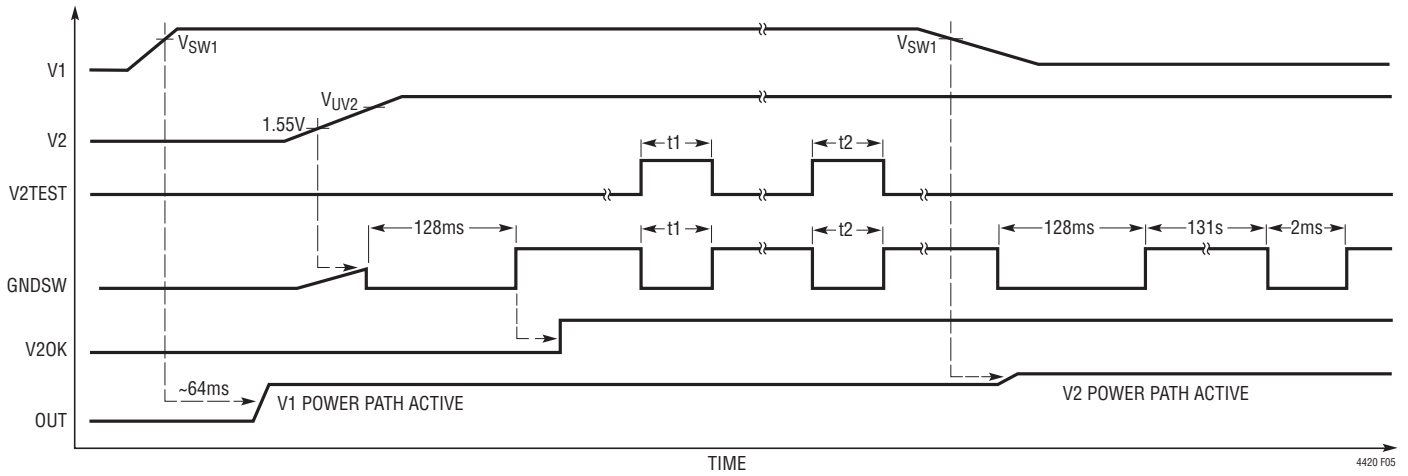 V1
VSW1
VSW1
V2
1.55V
VUV2
V2TEST
t1
t2
GNDSW
128ms
t1
t2
128ms
131s
2ms
V2OK
OUT
~64ms
V1 POWER PATH ACTIVE
V2 POWER PATH ACTIVE
TIME
4420 F05